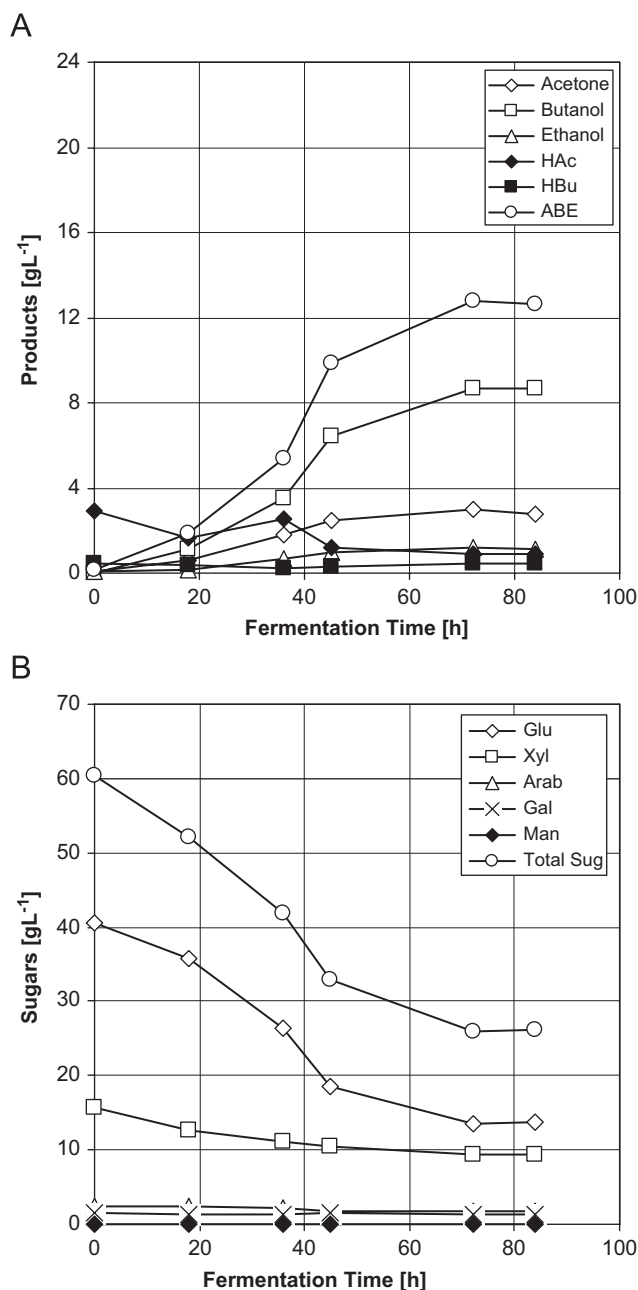 A
24
20
16
12
8
4
0
Products [gL-1]
Acetone
Butanol
Ethanol
HAc
HBu
ABE
0 20 40 60 80 100
Fermentation Time [h]
B
70
60
50
40
30
20
10
0
Sugars [gL-1]
Glu
Xyl
Arab
Gal
Man
Total Sug
0 20 40 60 80 100
Fermentation Time [h]